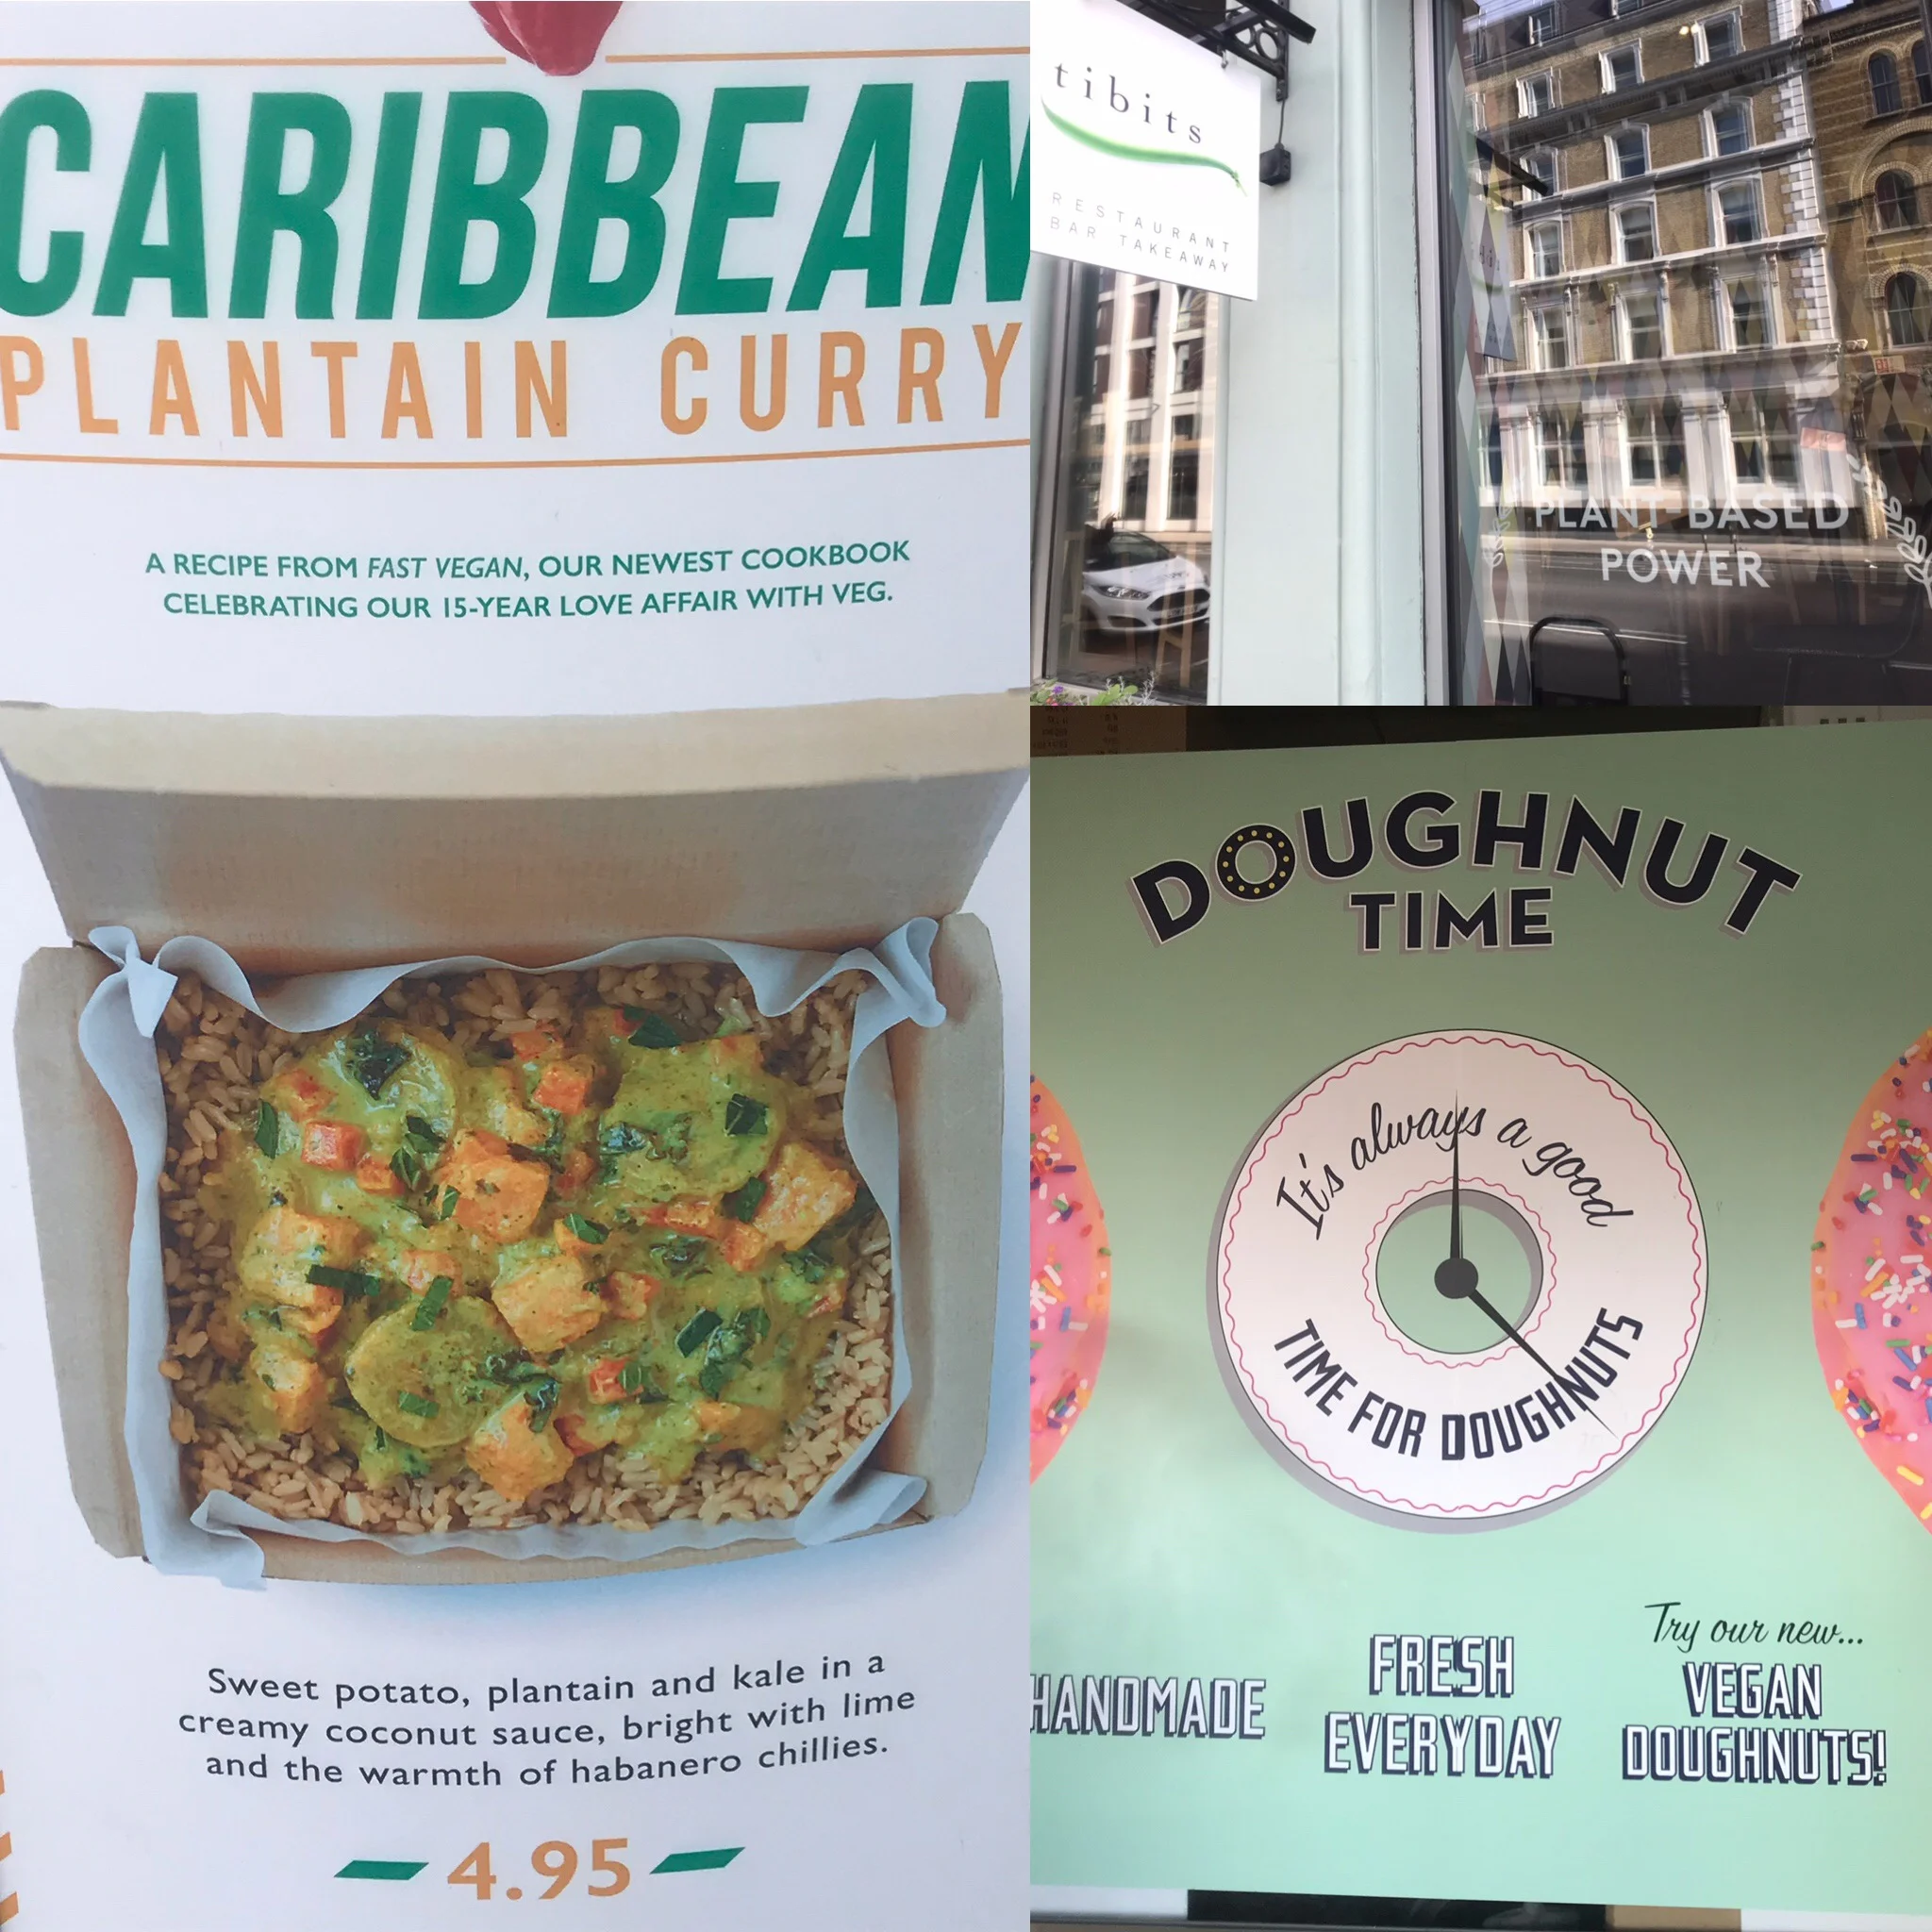 CARIBBEAN
PLANTAIN CURRY
A RECIPE FROM FAST VEGAN, OUR NEWEST COOKBOOK
CELEBRATING OUR 15-YEAR LOVE AFFAIR WITH VEG.
Sweet potato, plantain and kale in a
creamy coconut sauce, bright with lime
and the warmth of habanero chillies.
4.95
tibits
RESTAURANT
BAR TAKEAWAY
PLANT-BASED
POWER
DOUGHNUT
TIME
It's always a good
TIME FOR DOUGHNUTS
HANDMADE
FRESH
EVERYDAY
Try our new...
VEGAN
DOUGHNUTS!